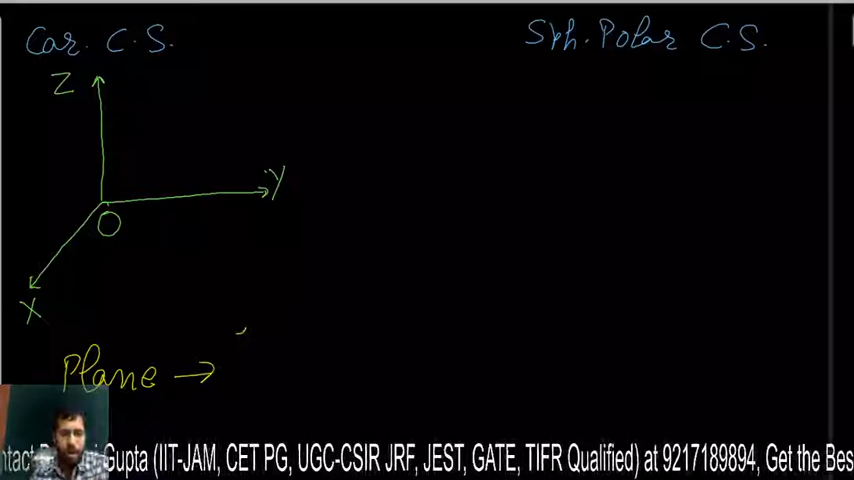 Car. C.S.
Sph. Polar C.S.
Z
Y
O
X
Plane →
Gupta (IIT-JAM, CET PG, UGC-CSIR JRF, JEST, GATE, TIFR Qualified) at 9217189894, Get the Bes